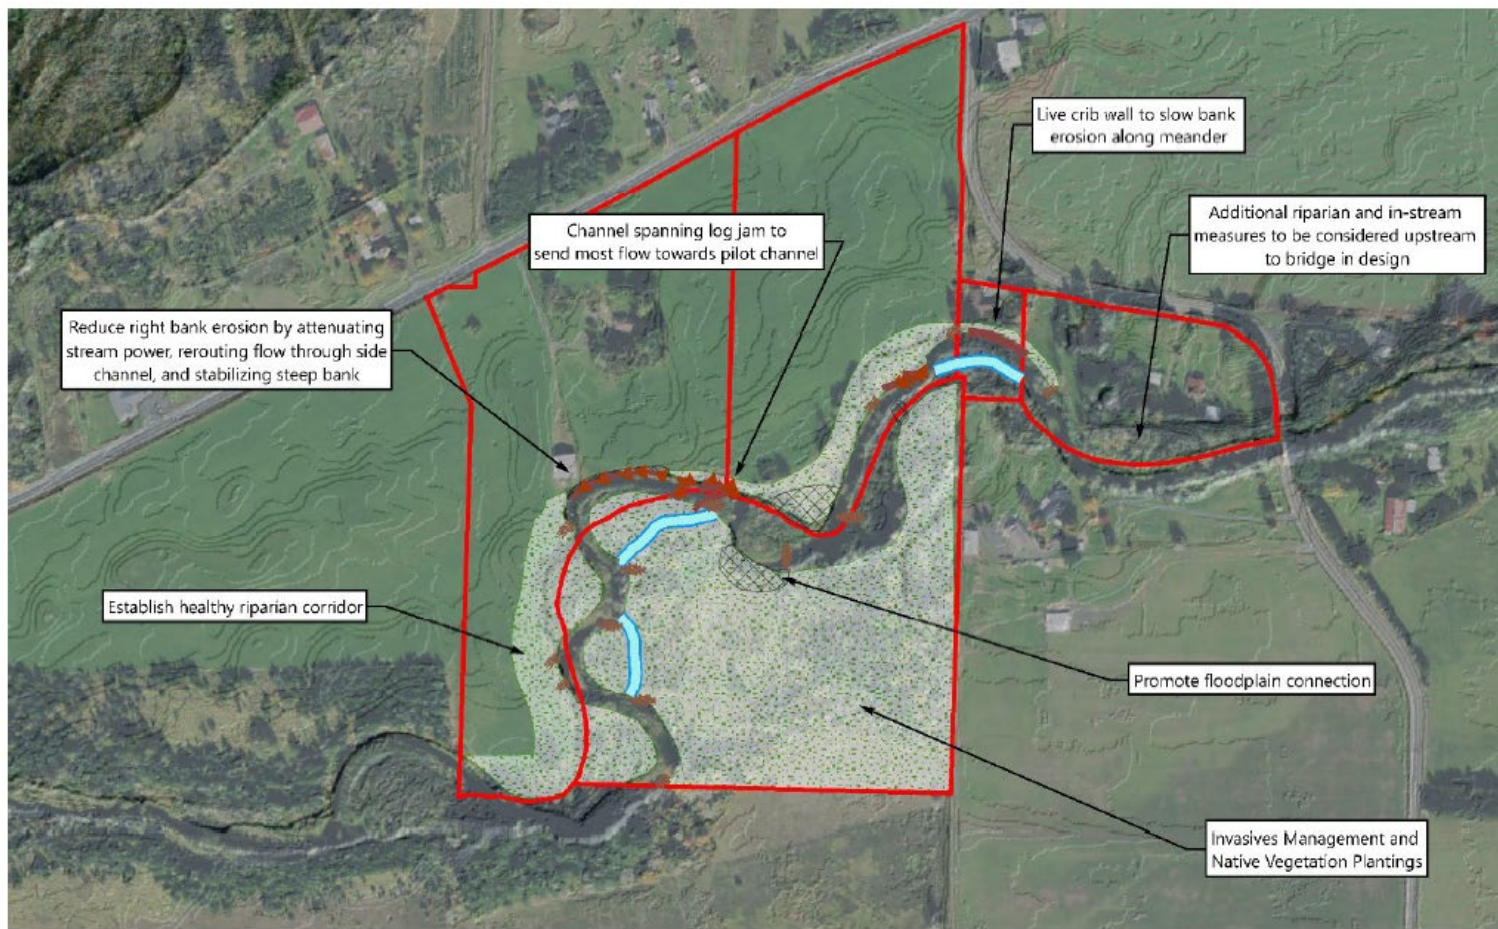 Live crib wall to slow bank
erosion along meander
Additional riparian and in-stream
measures to be considered upstream
to bridge in design
Channel spanning log jam to
send most flow towards pilot channel
Reduce right bank erosion by attenuating
stream power, rerouting flow through side
channel, and stabilizing steep bank
Establish healthy riparian corridor
Promote floodplain connection
Invasives Management and
Native Vegetation Plantings